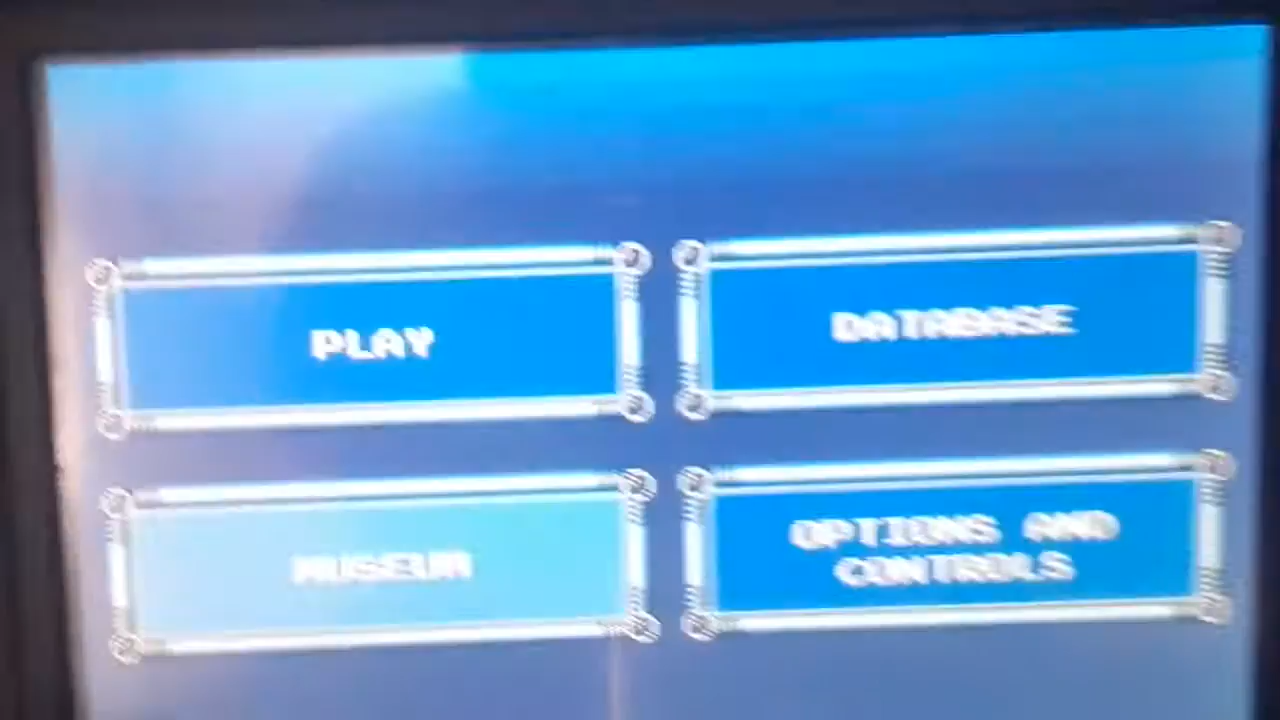 PLAY
DATABASE
MUSEUM
OPTIONS AND
CONTROLS